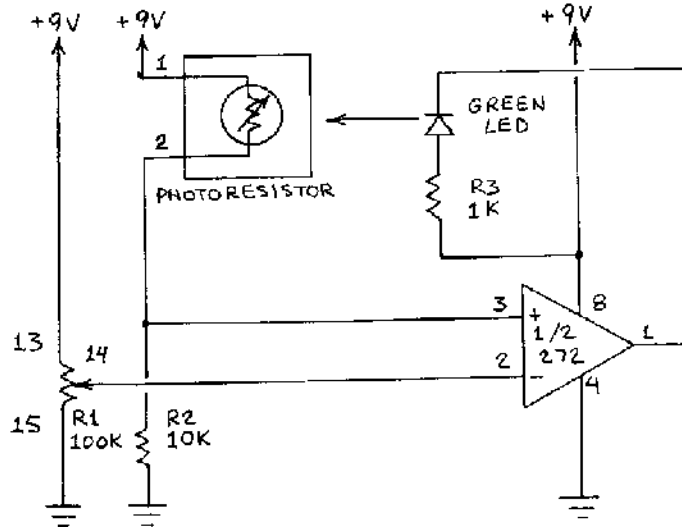 +9V
+9V
+9V
1
2
PHOTORESISTOR
GREEN
LED
R3
1K
3
+
8
1/2
272
1
2
−
4
13
14
15
R1
100K
R2
10K